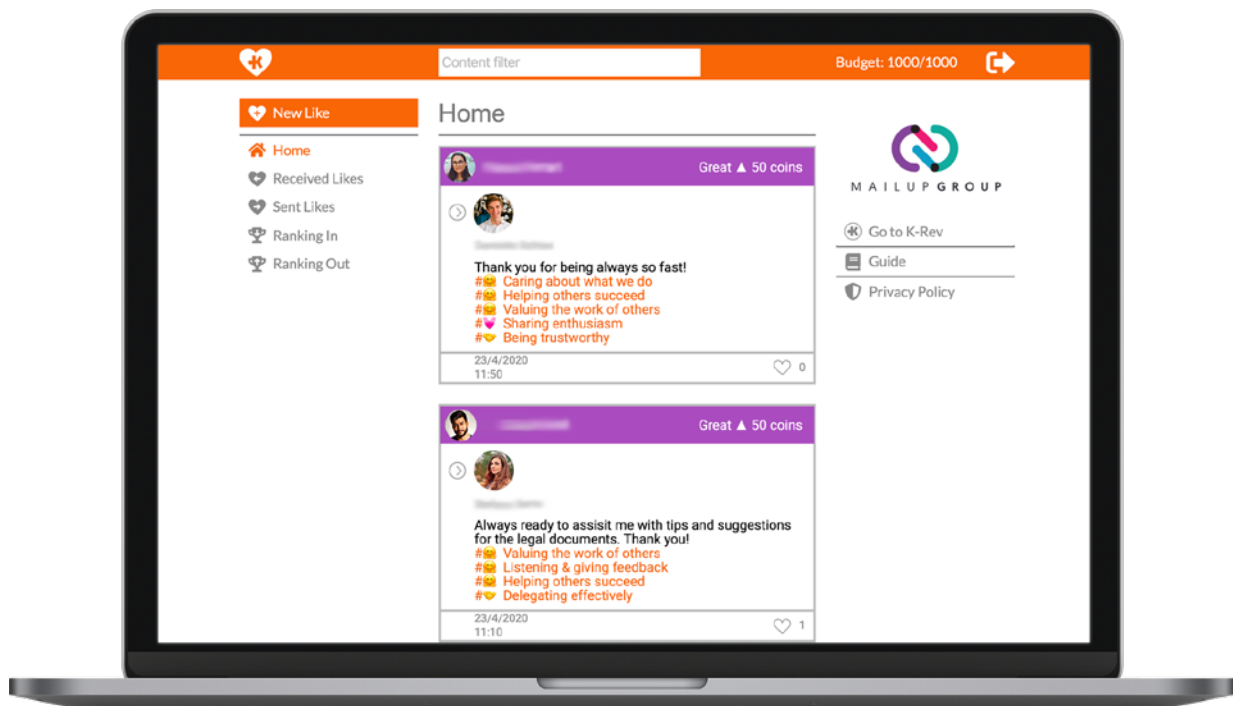 K
Content filter
Budget: 1000/1000
New Like
Home
Received Likes
Sent Likes
Ranking In
Ranking Out
Home
Great ▲ 50 coins
Thank you for being always so fast!
#🤗 Caring about what we do
#🤗 Helping others succeed
#🤗 Valuing the work of others
#💓 Sharing enthusiasm
#🤝 Being trustworthy
23/4/2020
11:50
0
Great ▲ 50 coins
Always ready to assisit me with tips and suggestions
for the legal documents. Thank you!
#🤗 Valuing the work of others
#🤗 Listening & giving feedback
#🤗 Helping others succeed
#🤝 Delegating effectively
23/4/2020
11:10
1
MAILUPGROUP
K
Go to K-Rev
Guide
Privacy Policy